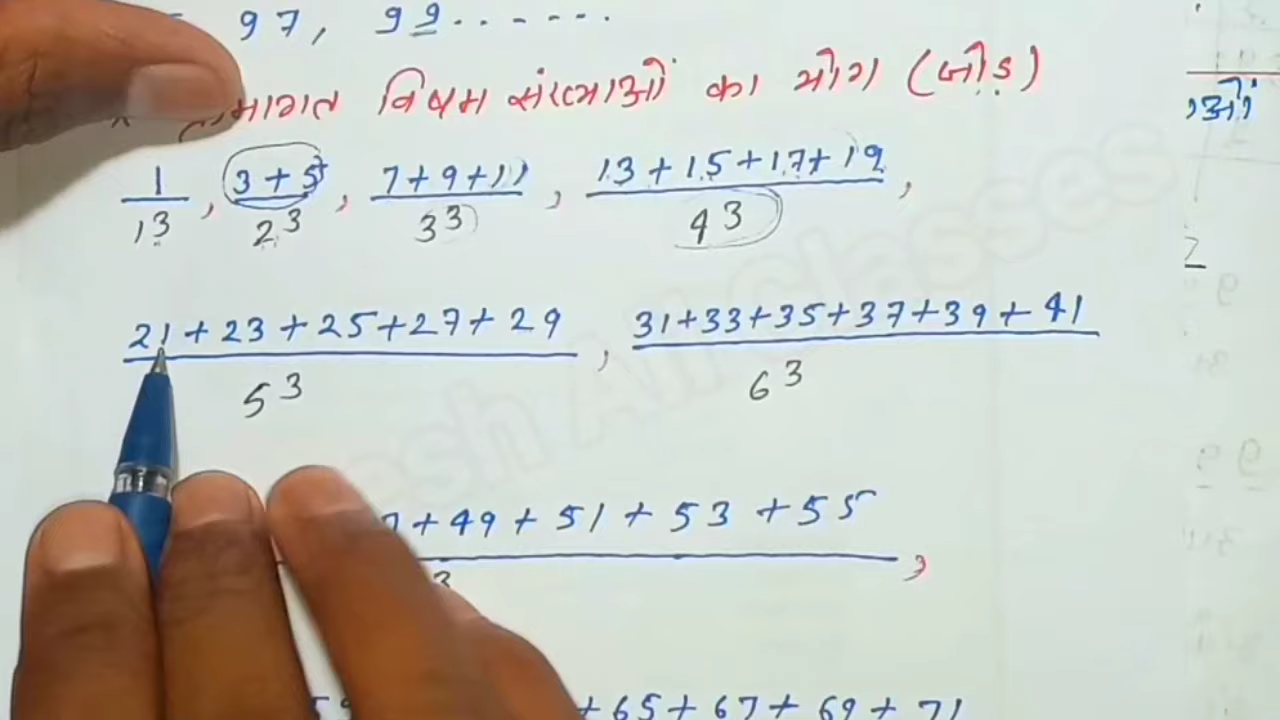 97, 99.......
विषम संख्याओं का योग (जोड़)
1/1³, 3+5/2³, 7+9+11/3³, 13+15+17+19/4³,
21+23+25+27+29/5³, 31+33+35+37+39+41/6³
+49+51+53+55/³,
+65+67+69+71